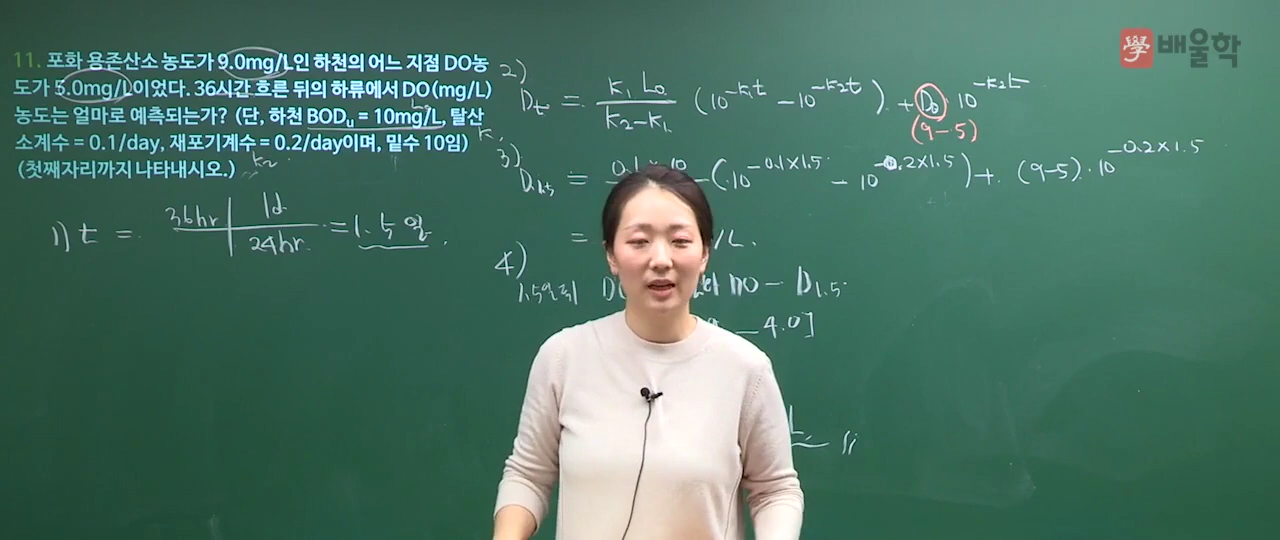 學 배울학
11. 포화 용존산소 농도가 9.0mg/L인 하천의 어느 지점 DO농
도가 5.0mg/L이었다. 36시간 흐른 뒤의 하류에서 DO(mg/L)
농도는 얼마로 예측되는가? (단, 하천 BODu = 10mg/L, 탈산
소계수 = 0.1/day, 재포기계수 = 0.2/day이며, 밑수 10임)
(첫째자리까지 나타내시오.)
L₀
K₁
K₂
1) t = 36hr | 1d / 24hr = 1.5일
2)
Dt = K₁ L₀ / K₂-K₁ (10^-K₁t - 10^-K₂t) + D₀ · 10^-K₂t
(9-5)
3)
D1.5 = (10^-0.1×1.5 - 10^-0.2×1.5) + (9-5) · 10^-0.2×1.5
= /L.
4)
DO - D1.5
- 4.0]